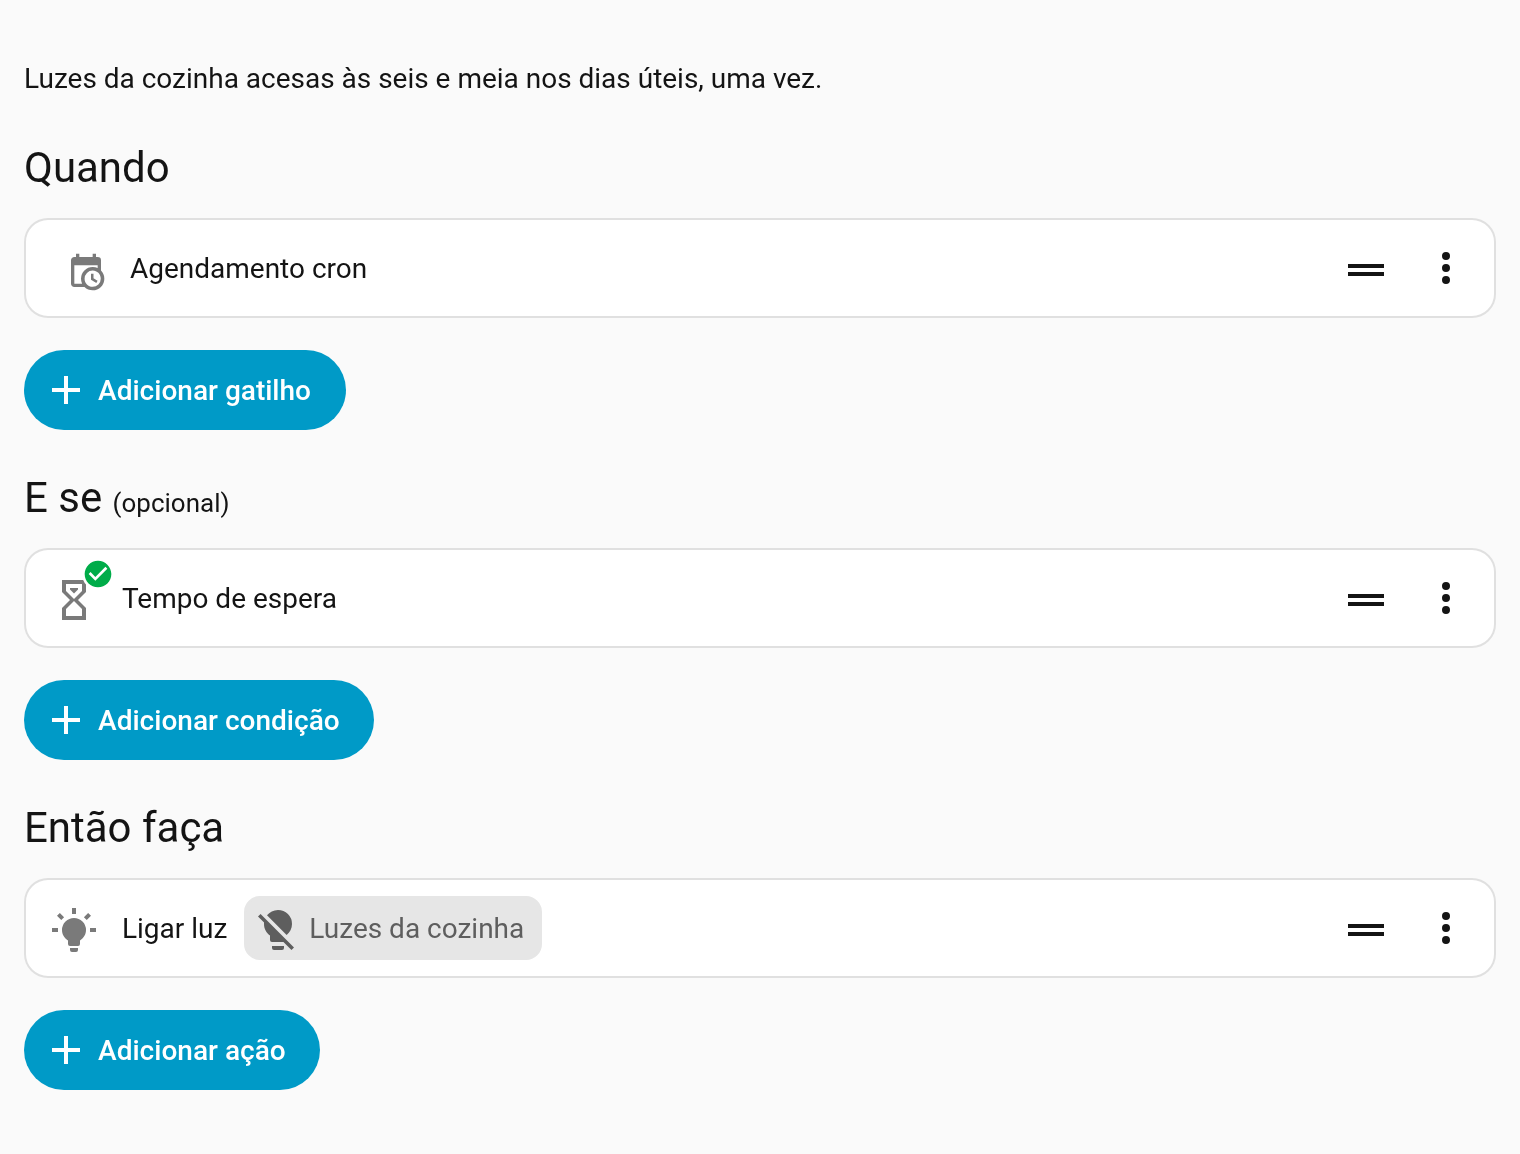 Luzes da cozinha acesas às seis e meia nos dias úteis, uma vez.
Quando
Agendamento cron
Adicionar gatilho
E se (opcional)
Tempo de espera
Adicionar condição
Então faça
Ligar luz Luzes da cozinha
Adicionar ação